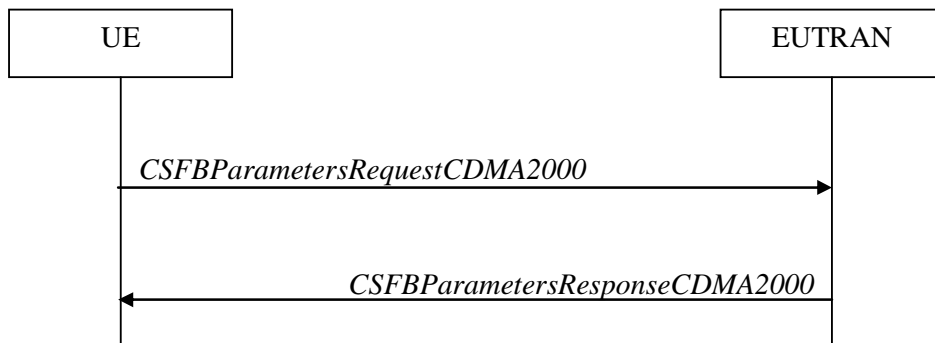 UE
EUTRAN
CSFBParametersRequestCDMA2000
CSFBParametersResponseCDMA2000